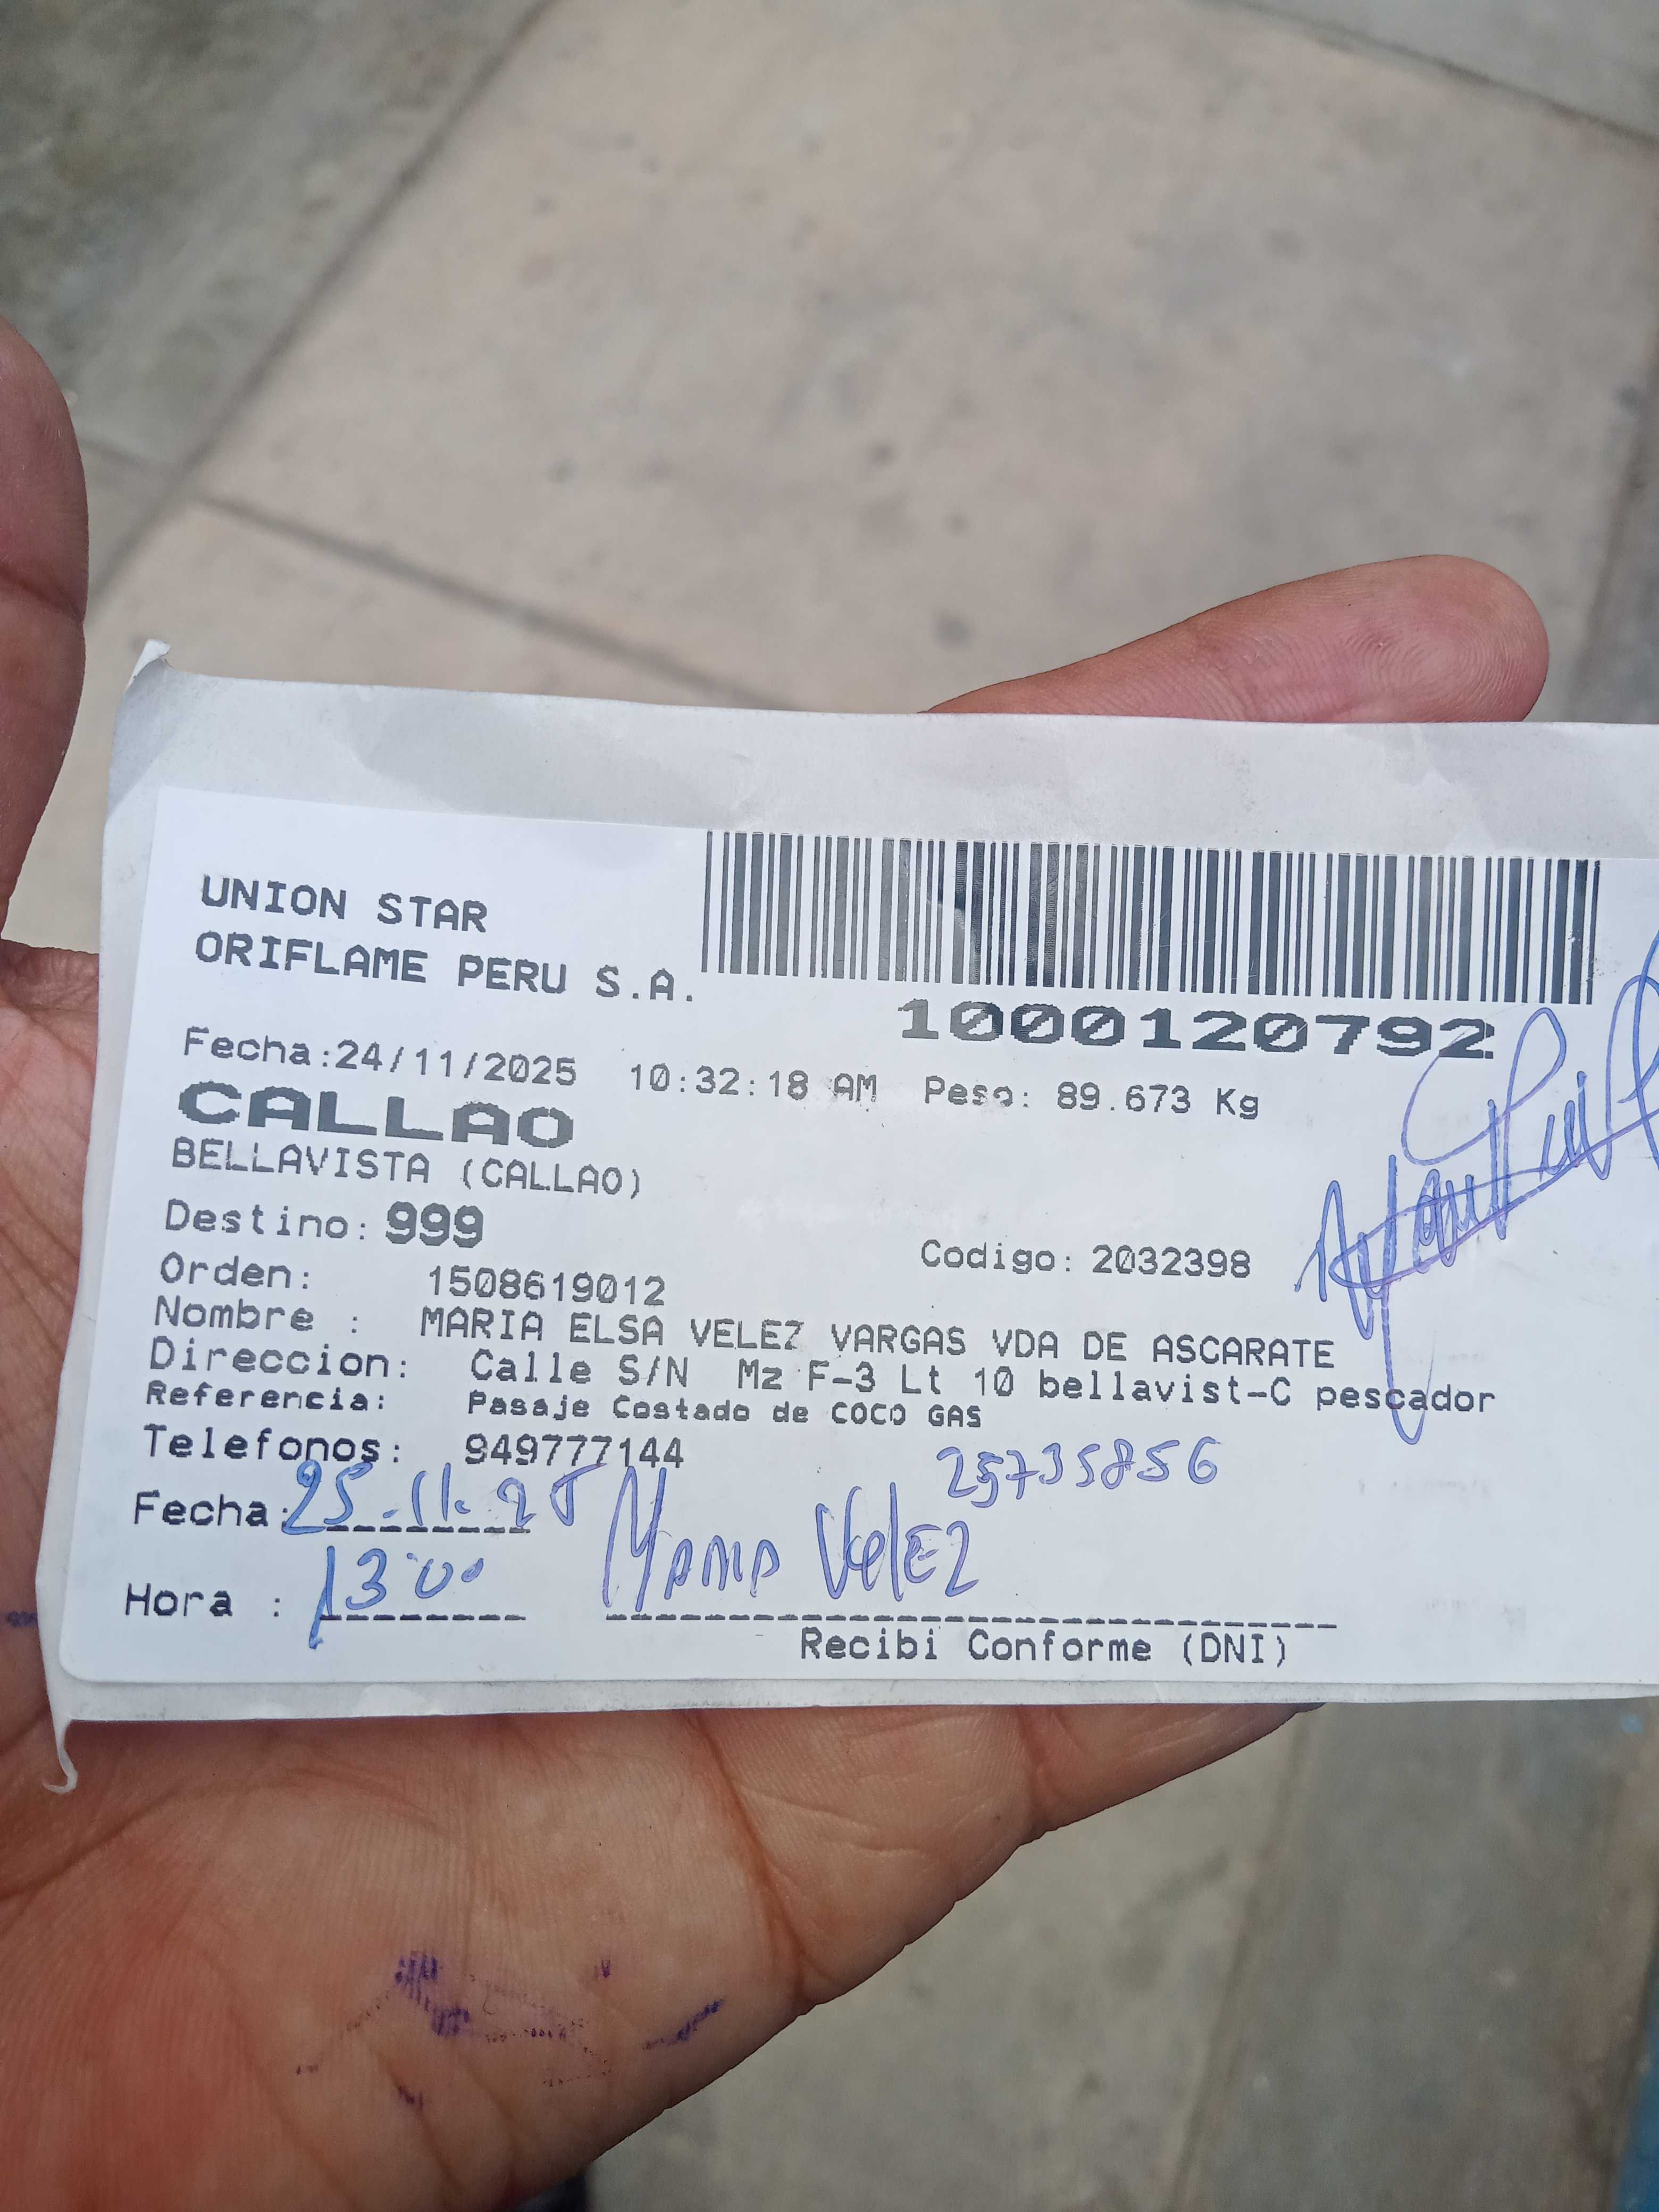 UNION STAR
ORIFLAME PERU S.A.
1000120792
Fecha:24/11/2025 10:32:18 AM Peso: 89.673 Kg
CALLAO
BELLAVISTA (CALLAO)
Destino: 999
Orden: 1508619012 Codigo: 2032398
Nombre : MARIA ELSA VELEZ VARGAS VDA DE ASCARATE
Direccion: Calle S/N Mz F-3 Lt 10 bellavist-C pescador
Referencia: Pasaje Costado de COCO GAS
Telefonos: 949777144
25735856
Fecha: 25.11.25
Maria Velez
Hora : 13:00
Recibi Conforme (DNI)